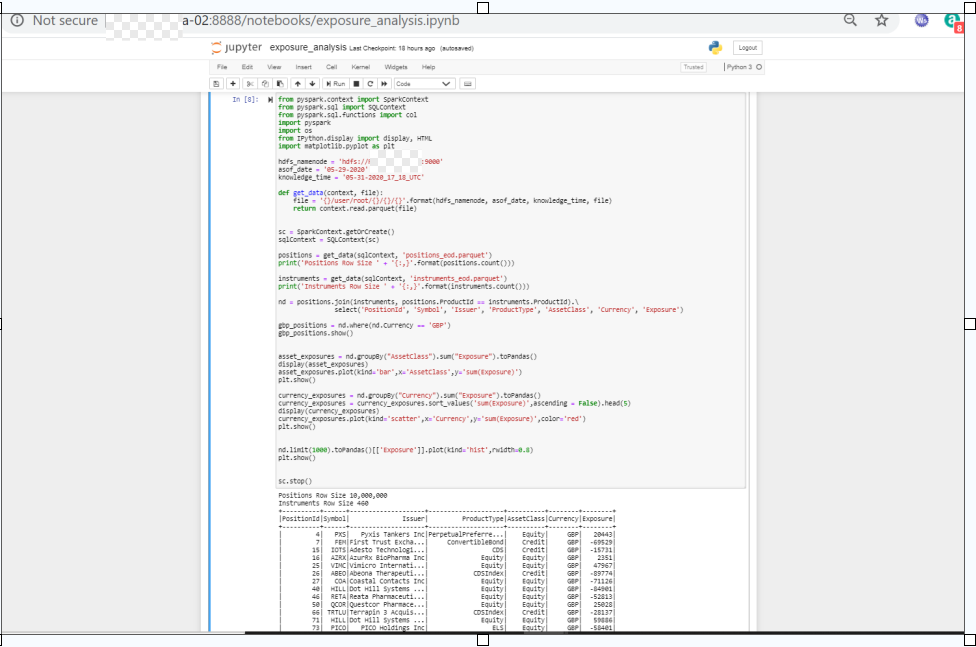 Not secure a-02:8888/notebooks/exposure_analysis.ipynb
8
jupyter exposure_analysis Last Checkpoint: 18 hours ago (autosaved)
Logout
File Edit View Insert Cell Kernel Widgets Help
Trusted Python 3
Run Code
In [8]:
from pyspark.context import SparkContext
from pyspark.sql import SQLContext
from pyspark.sql.functions import col
import pyspark
import os
from IPython.display import display, HTML
import matplotlib.pyplot as plt
hdfs_namenode = 'hdfs:// :9000'
asof_date = '05-29-2020'
knowledge_time = '05-31-2020_17_18_UTC'
def get_data(context, file):
file = '{}/user/root/{}/{}/{}'.format(hdfs_namenode, asof_date, knowledge_time, file)
return context.read.parquet(file)
sc = SparkContext.getOrCreate()
sqlContext = SQLContext(sc)
positions = get_data(sqlContext, 'positions_eod.parquet')
print('Positions Row Size ' + '{:,}'.format(positions.count()))
instruments = get_data(sqlContext, 'instruments_eod.parquet')
print('Instruments Row Size ' + '{:,}'.format(instruments.count()))
nd = positions.join(instruments, positions.ProductId == instruments.ProductId).\
select('PositionId', 'Symbol', 'Issuer', 'ProductType', 'AssetClass', 'Currency', 'Exposure')
gbp_positions = nd.where(nd.Currency == 'GBP')
gbp_positions.show()
asset_exposures = nd.groupBy("AssetClass").sum("Exposure").toPandas()
display(asset_exposures)
asset_exposures.plot(kind='bar',x='AssetClass',y='sum(Exposure)')
plt.show()
currency_exposures = nd.groupBy("Currency").sum("Exposure").toPandas()
currency_exposures = currency_exposures.sort_values('sum(Exposure)',ascending = False).head(5)
display(currency_exposures)
currency_exposures.plot(kind='scatter',x='Currency',y='sum(Exposure)',color='red')
plt.show()
nd.limit(1000).toPandas()[['Exposure']].plot(kind='hist',rwidth=0.8)
plt.show()
sc.stop()
Positions Row Size 10,000,000
Instruments Row Size 460
+----------+------+--------------------+--------------------+----------+--------+--------+
|PositionId|Symbol| Issuer| ProductType|AssetClass|Currency|Exposure|
+----------+------+--------------------+--------------------+----------+--------+--------+
| 4| PXS| Pyxis Tankers Inc|PerpetualPreferre...| Equity| GBP| 20443|
| 7| FEM|First Trust Excha...| ConvertibleBond| Credit| GBP| -69529|
| 15| IOTS|Adesto Technologi...| CDS| Credit| GBP| -15731|
| 16| AZRX|AzurRx BioPharma Inc| Equity| Equity| GBP| 2351|
| 25| VIMC|Vimicro Internati...| Equity| Equity| GBP| 47967|
| 26| ABEO|Abeona Therapeuti...| CDSIndex| Credit| GBP| -89774|
| 27| COA|Coastal Contacts Inc| Equity| Equity| GBP| -71126|
| 40| HILL|Dot Hill Systems ...| Equity| Equity| GBP| -84901|
| 46| RETA|Reata Pharmaceuti...| Equity| Equity| GBP| -52813|
| 50| QCOR|Questcor Pharmace...| Equity| Equity| GBP| 25028|
| 66| TRTLU|Terrapin 3 Acquis...| CDSIndex| Credit| GBP| -28137|
| 71| HILL|Dot Hill Systems ...| Equity| Equity| GBP| 59886|
| 73| PICO| PICO Holdings Inc| ELS| Equity| GBP| -58401|